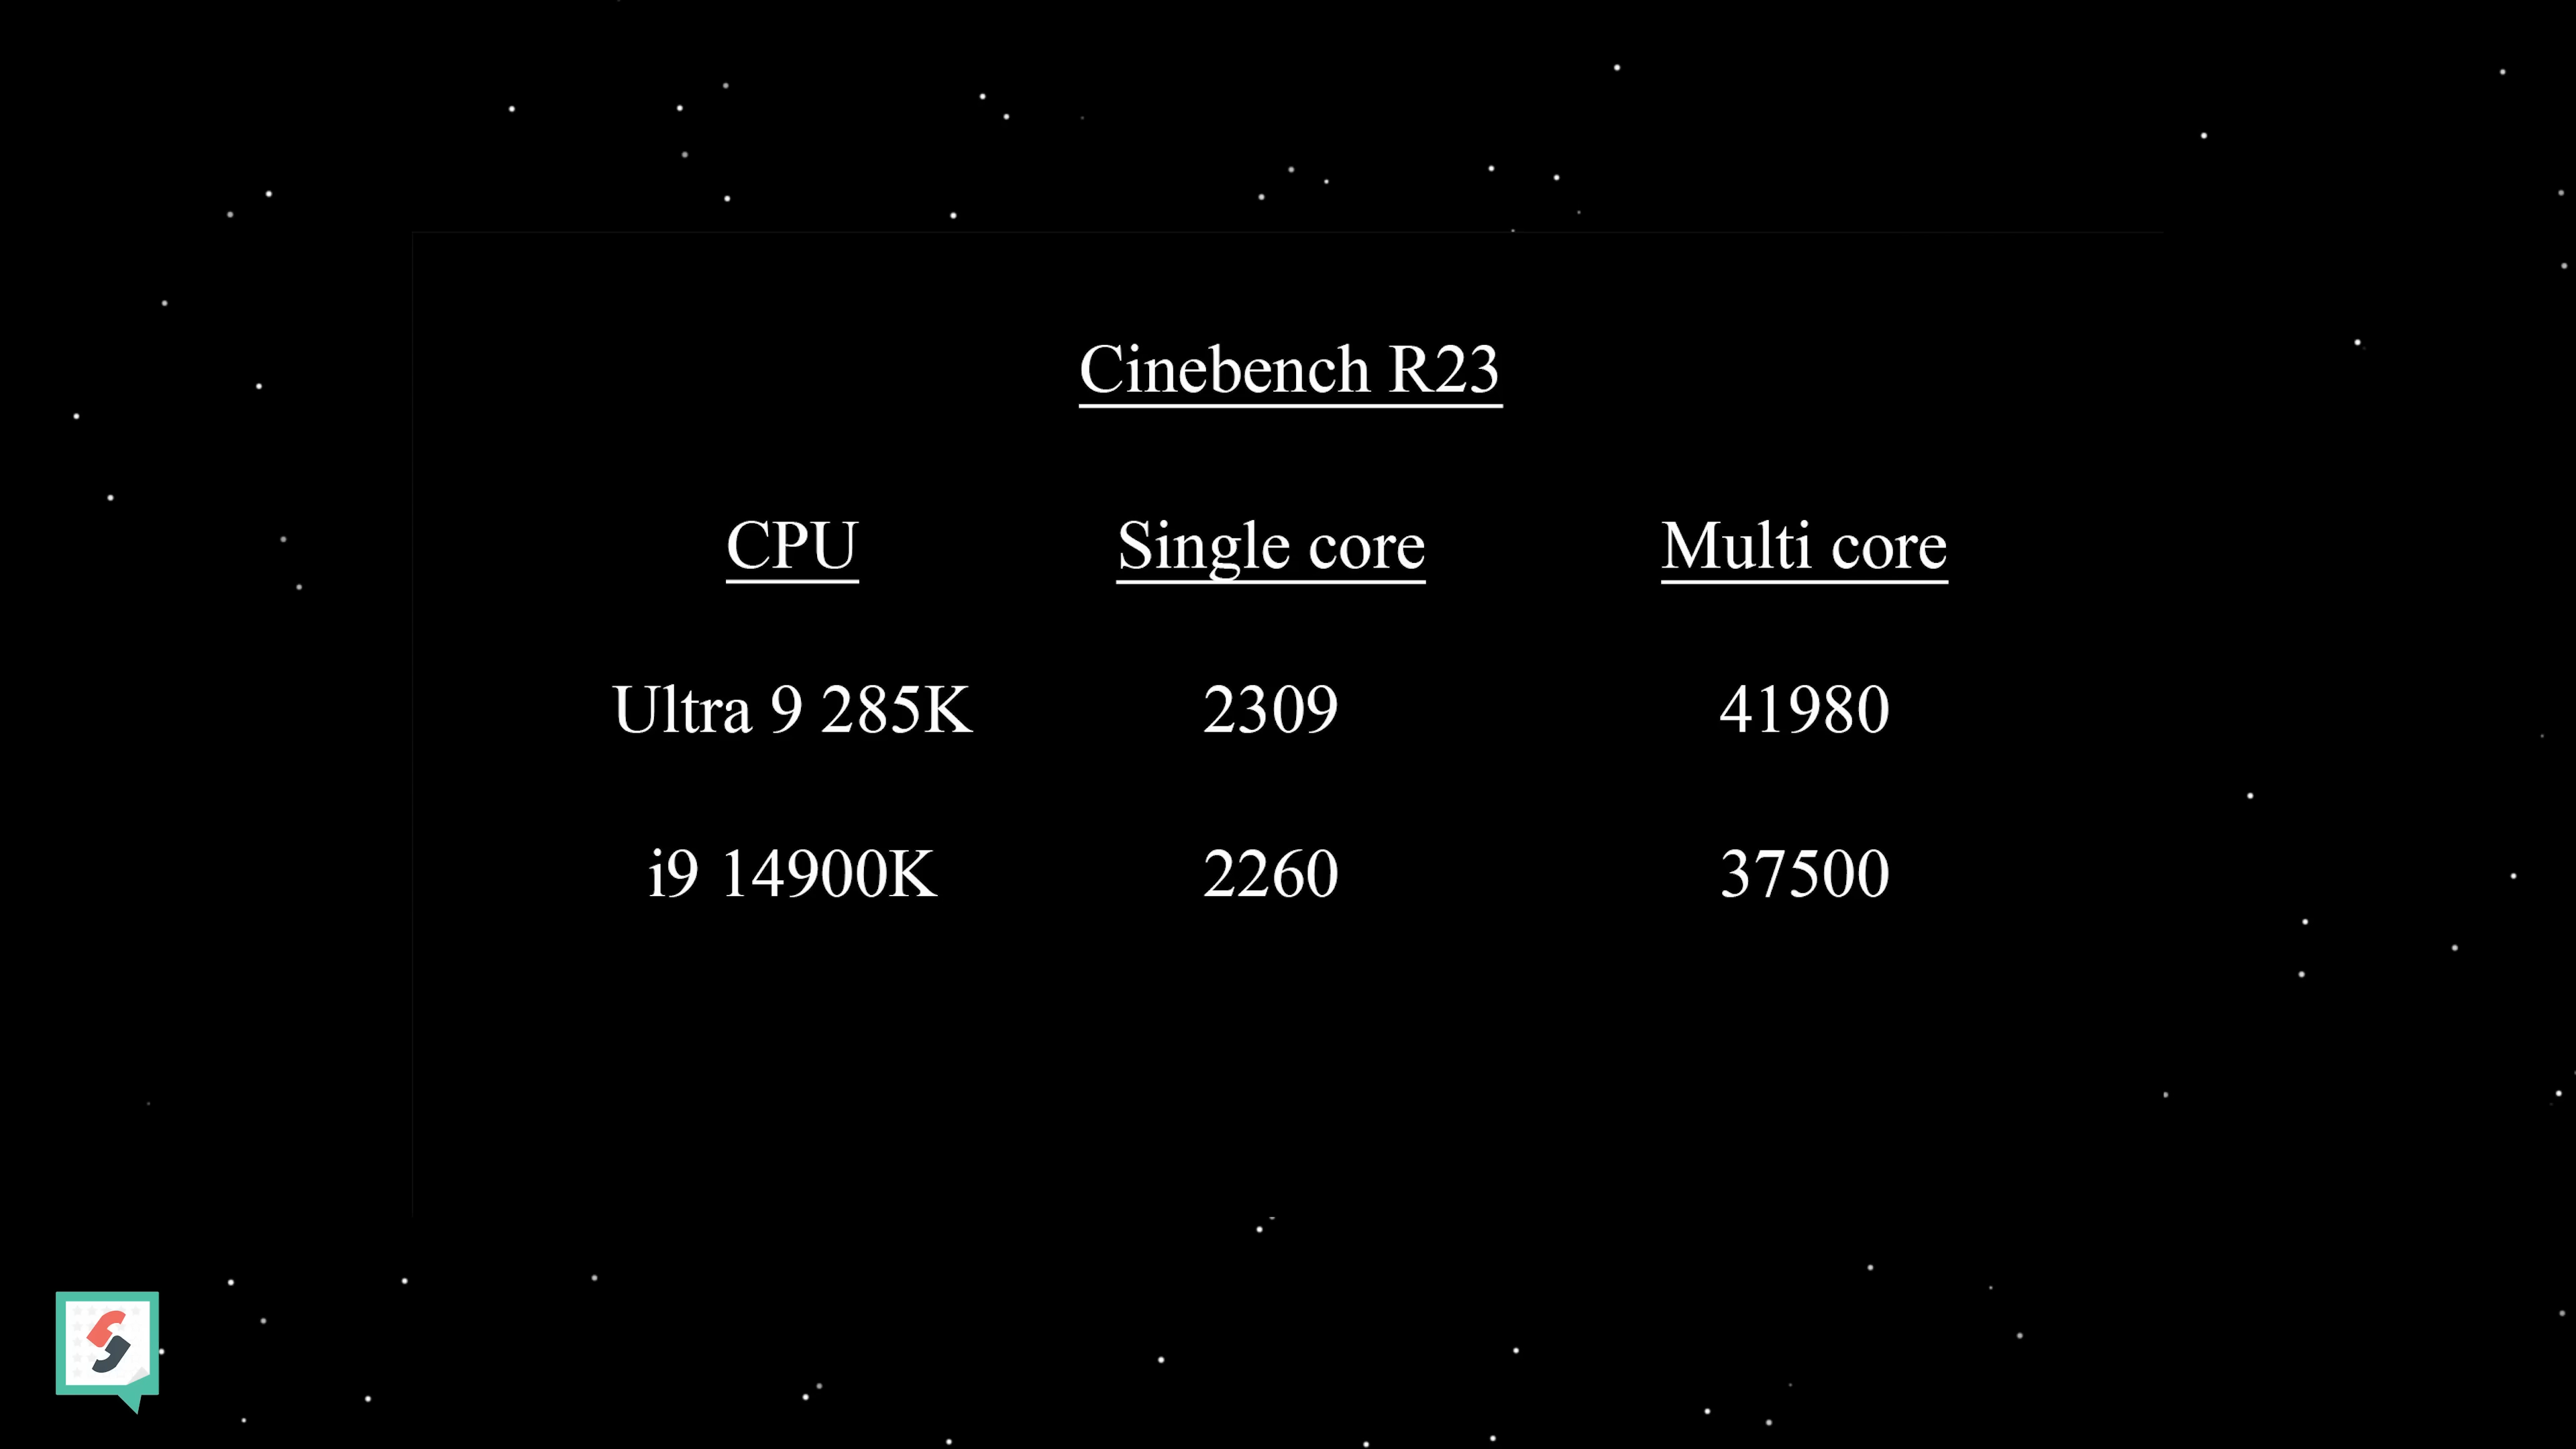 Cinebench R23
CPU Single core Multi core
Ultra 9 285K 2309 41980
i9 14900K 2260 37500